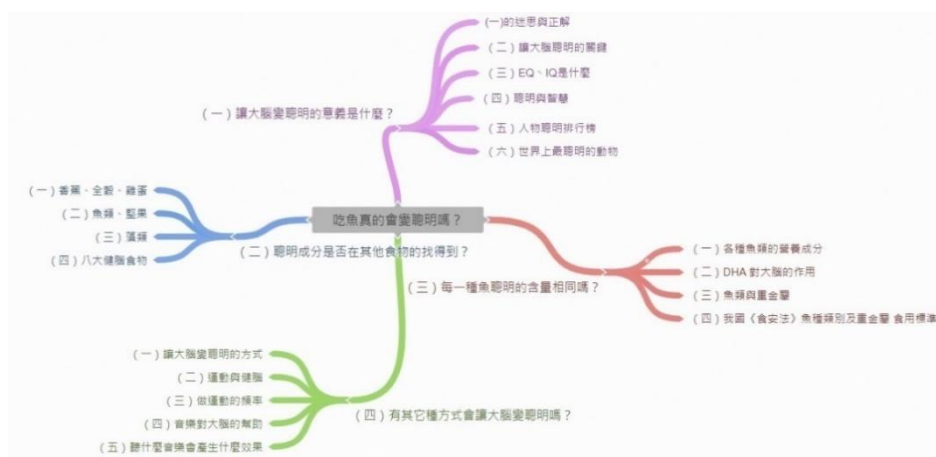 吃魚真的會變聰明嗎？
（一）讓大腦變聰明的意義是什麼？
（一)的迷思與正解
（二）讓大腦聰明的關鍵
（三）EQ、IQ是什麼
（四）聰明與智慧
（五）人物聰明排行榜
（六）世界上最聰明的動物
（二）聰明成分是否在其他食物的找得到？
（一）香蕉、全穀、雞蛋
（二）魚類、堅果
（三）藻類
（四）八大健腦食物
（三）每一種魚聰明的含量相同嗎？
（一）各種魚類的營養成分
（二）DHA 對大腦的作用
（三）魚類與重金屬
（四）我國《食安法》魚種類別及重金屬 食用標準
（四）有其它種方式會讓大腦變聰明嗎？
（一）讓大腦變聰明的方式
（二）運動與健腦
（三）做運動的頻率
（四）音樂對大腦的幫助
（五）聽什麼音樂會產生什麼效果